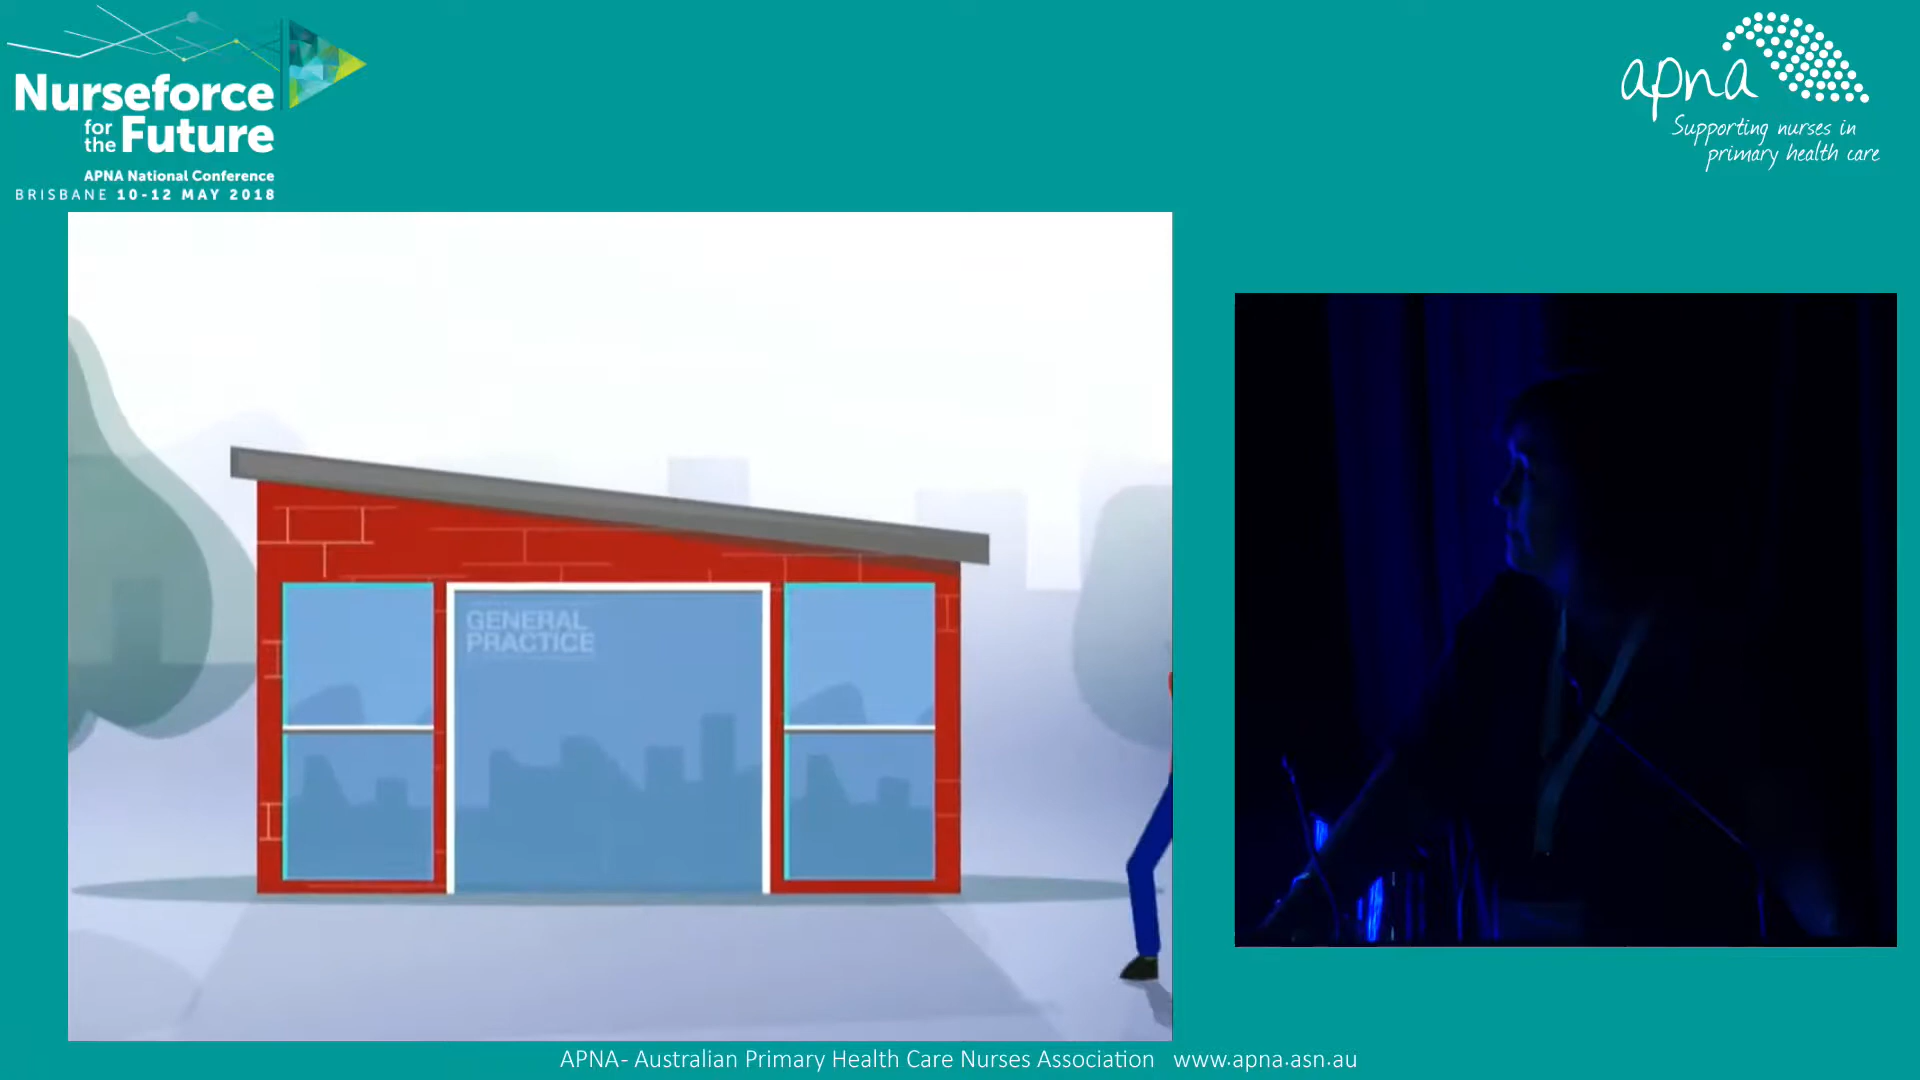 Nurseforce
for
the Future
APNA National Conference
BRISBANE 10-12 MAY 2018
apna
Supporting nurses in
primary health care
GENERAL
PRACTICE
APNA- Australian Primary Health Care Nurses Association www.apna.asn.au